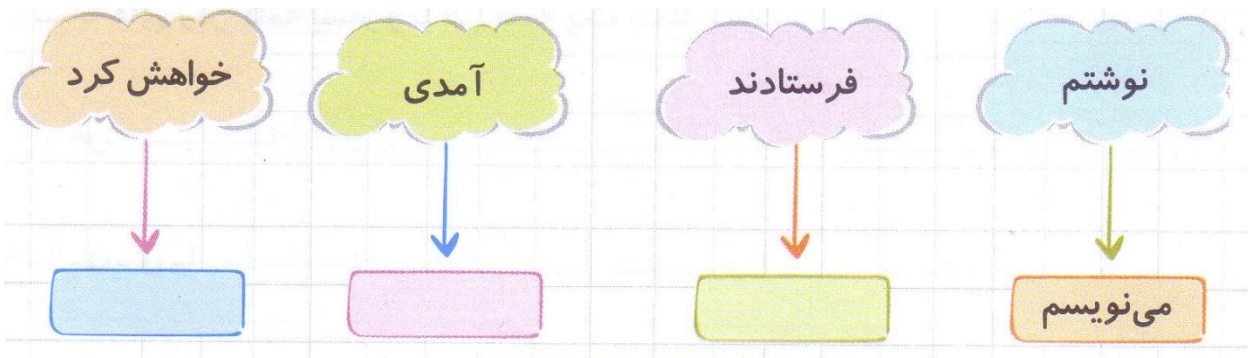 نوشتم
فرستادند
آمدی
خواهش کرد
می‌نویسم